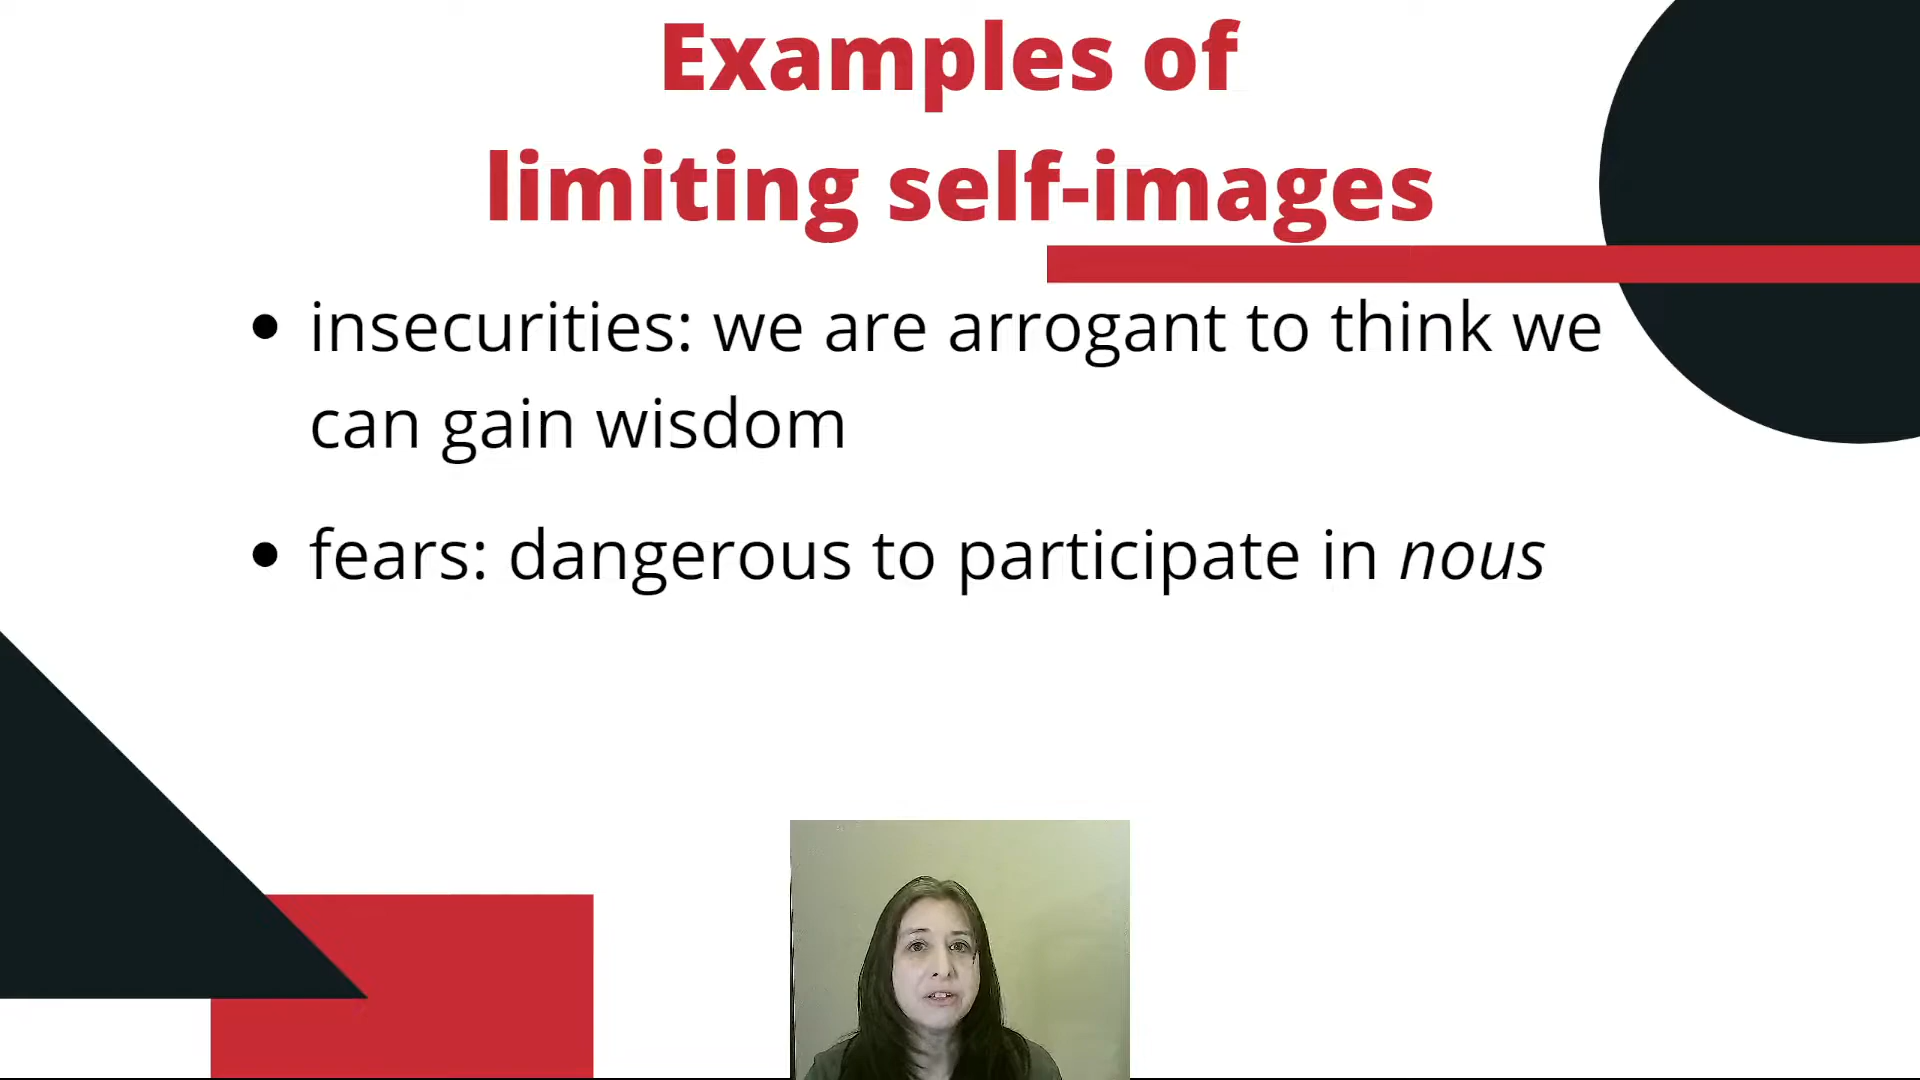 Examples of
limiting self-images
• insecurities: we are arrogant to think we
can gain wisdom
• fears: dangerous to participate in nous